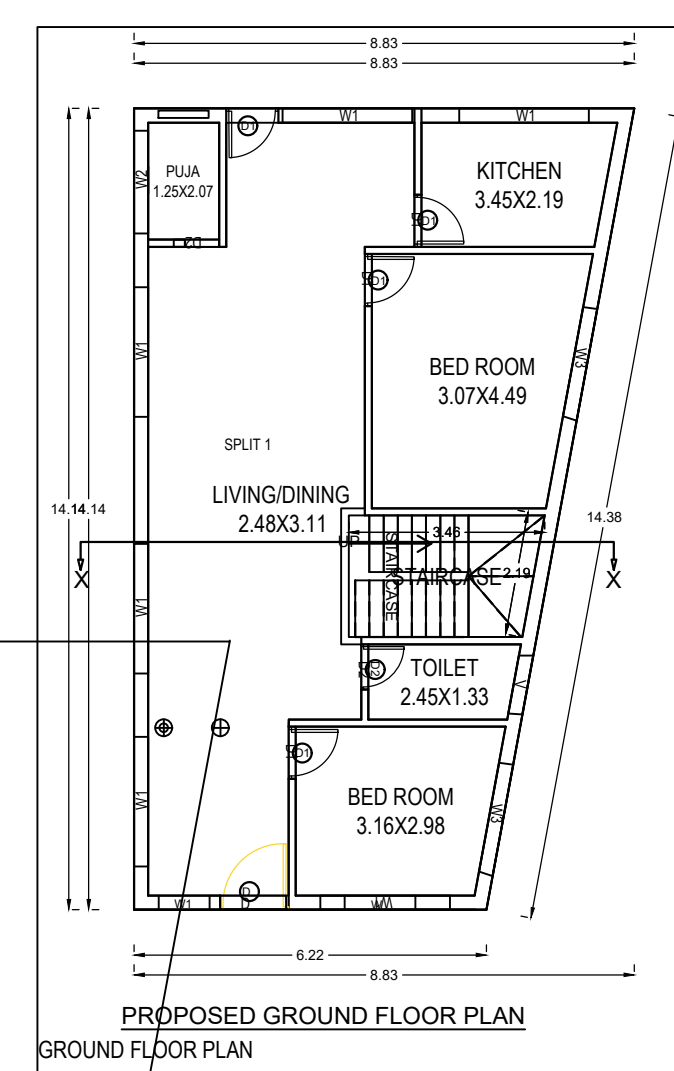 8.83
8.83
W1
W1
D1
PUJA
1.25X2.07
W2
KITCHEN
3.45X2.19
D1
D2
D1
W1
BED ROOM
3.07X4.49
W3
SPLIT 1
LIVING/DINING
2.48X3.11
14.14
14.14
14.38
3.46
UP
STAIRCASE
STAIRCASE
2.19
X
X
W1
TOILET
2.45X1.33
D2
D2
V
D1
W1
BED ROOM
3.16X2.98
W3
D
W1
D
W
6.22
8.83
PROPOSED GROUND FLOOR PLAN
GROUND FLOOR PLAN